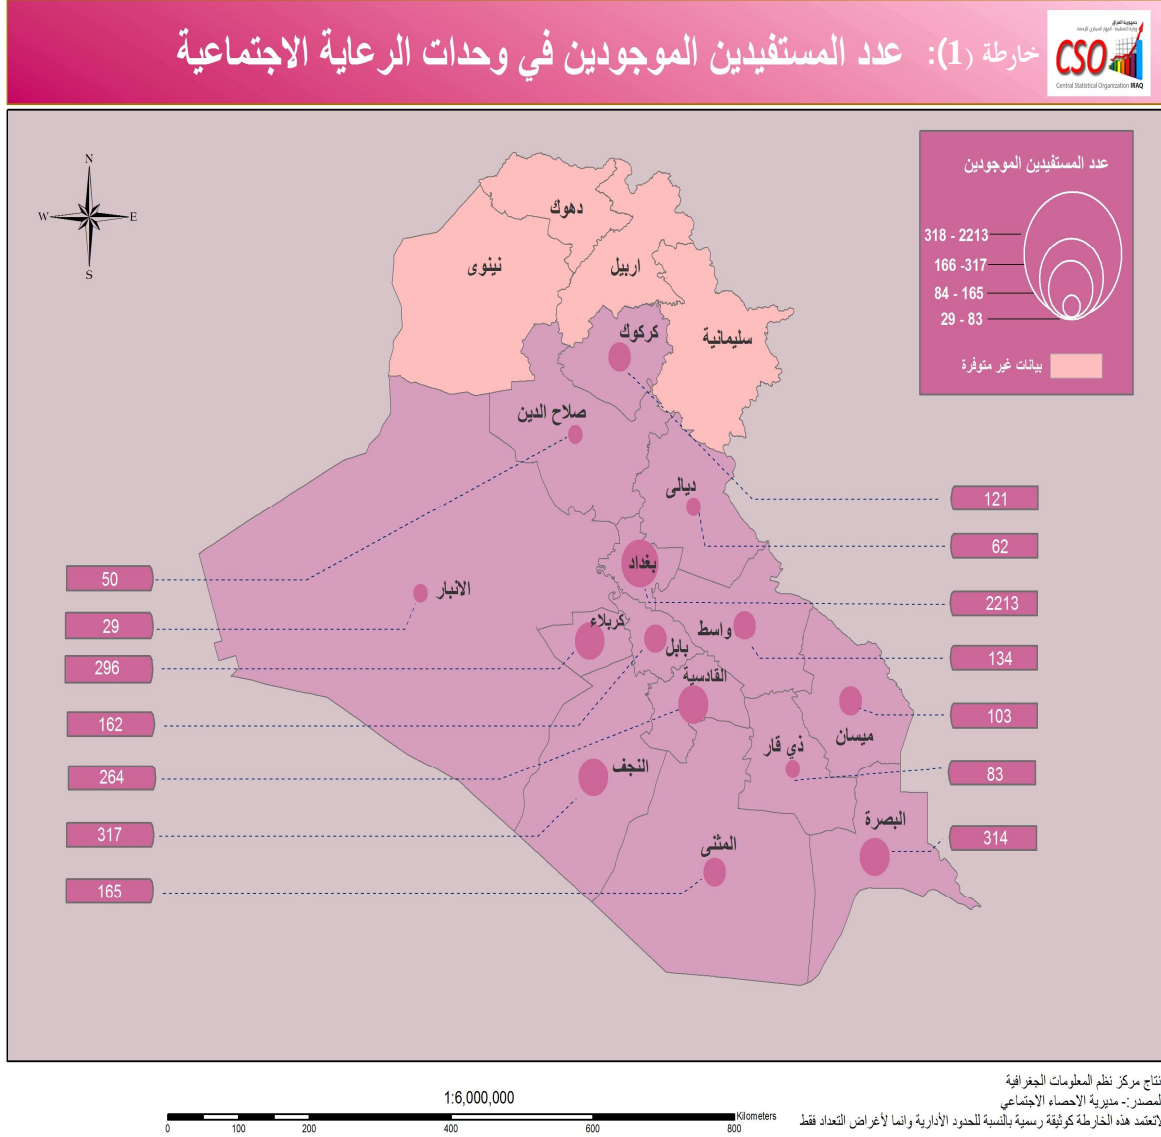 خارطة (1): عدد المستفيدين الموجودين في وحدات الرعاية الاجتماعية
جمهورية العراق
CSO
Central Statistical Organization IRAQ
N
W
E
S
عدد المستفيدين الموجودين
318 - 2213
166 -317
84 - 165
29 - 83
بيانات غير متوفرة
دهوك
نينوى
اربيل
سليمانية
كركوك
صلاح الدين
ديالى
بغداد
الانبار
كربلاء
بابل
واسط
القادسية
ميسان
ذي قار
النجف
المثنى
البصرة
50
29
296
162
264
317
165
121
62
2213
134
103
83
314
نتاج مركز نظم المعلومات الجغرافية
لمصدر:- مديرية الاحصاء الاجتماعي
لاتعتمد هذه الخارطة كوثيقة رسمية بالنسبة للحدود الأدارية وانما لأغراض التعداد فقط
1:6,000,000
Kilometers
0 100 200 400 600 800